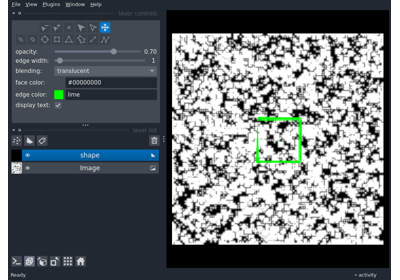 File View Plugins Window Help
layer controls
opacity: 0.70
edge width: 1
blending: translucent
face color: #00000000
edge color: lime
display text:
layer list
shape
Image
Ready
activity